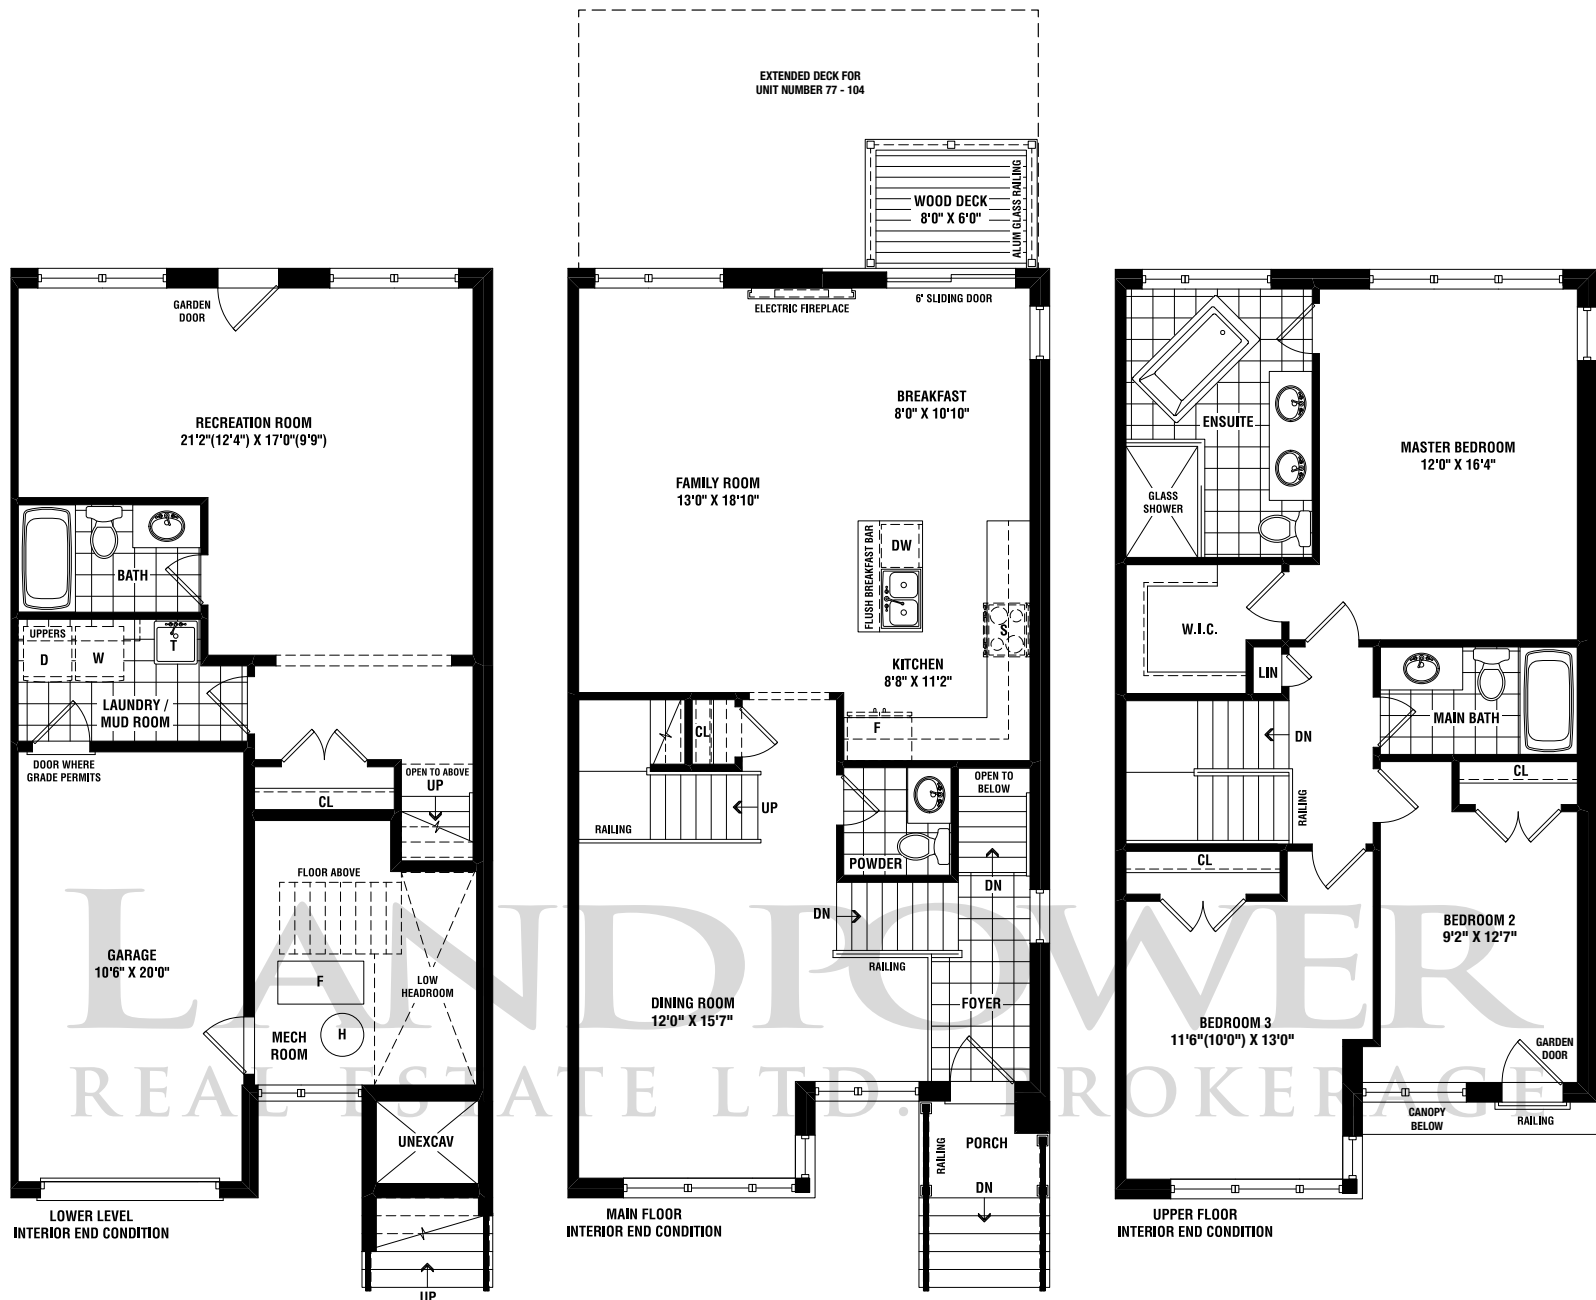 EXTENDED DECK FOR
UNIT NUMBER 77 - 104
WOOD DECK
8'0" X 6'0"
ALUM GLASS RAILING
GARDEN
DOOR
RECREATION ROOM
21'2"(12'4") X 17'0"(9'9")
BATH
UPPERS
D
W
T
LAUNDRY /
MUD ROOM
DOOR WHERE
GRADE PERMITS
CL
OPEN TO ABOVE
UP
FLOOR ABOVE
GARAGE
10'6" X 20'0"
F
LOW
HEADROOM
H
MECH
ROOM
UNEXCAV
UP
LOWER LEVEL
INTERIOR END CONDITION
ELECTRIC FIREPLACE
6' SLIDING DOOR
BREAKFAST
8'0" X 10'10"
FAMILY ROOM
13'0" X 18'10"
FLUSH BREAKFAST BAR
DW
S
KITCHEN
8'8" X 11'2"
F
CL
UP
RAILING
OPEN TO
BELOW
POWDER
DN
DN
RAILING
FOYER
DINING ROOM
12'0" X 15'7"
PORCH
RAILING
DN
MAIN FLOOR
INTERIOR END CONDITION
ENSUITE
GLASS
SHOWER
MASTER BEDROOM
12'0" X 16'4"
W.I.C.
LIN
MAIN BATH
DN
RAILING
CL
CL
BEDROOM 2
9'2" X 12'7"
BEDROOM 3
11'6"(10'0") X 13'0"
GARDEN
DOOR
CANOPY
BELOW
RAILING
UPPER FLOOR
INTERIOR END CONDITION
LANDPOWER
REAL ESTATE LTD. BROKERAGE